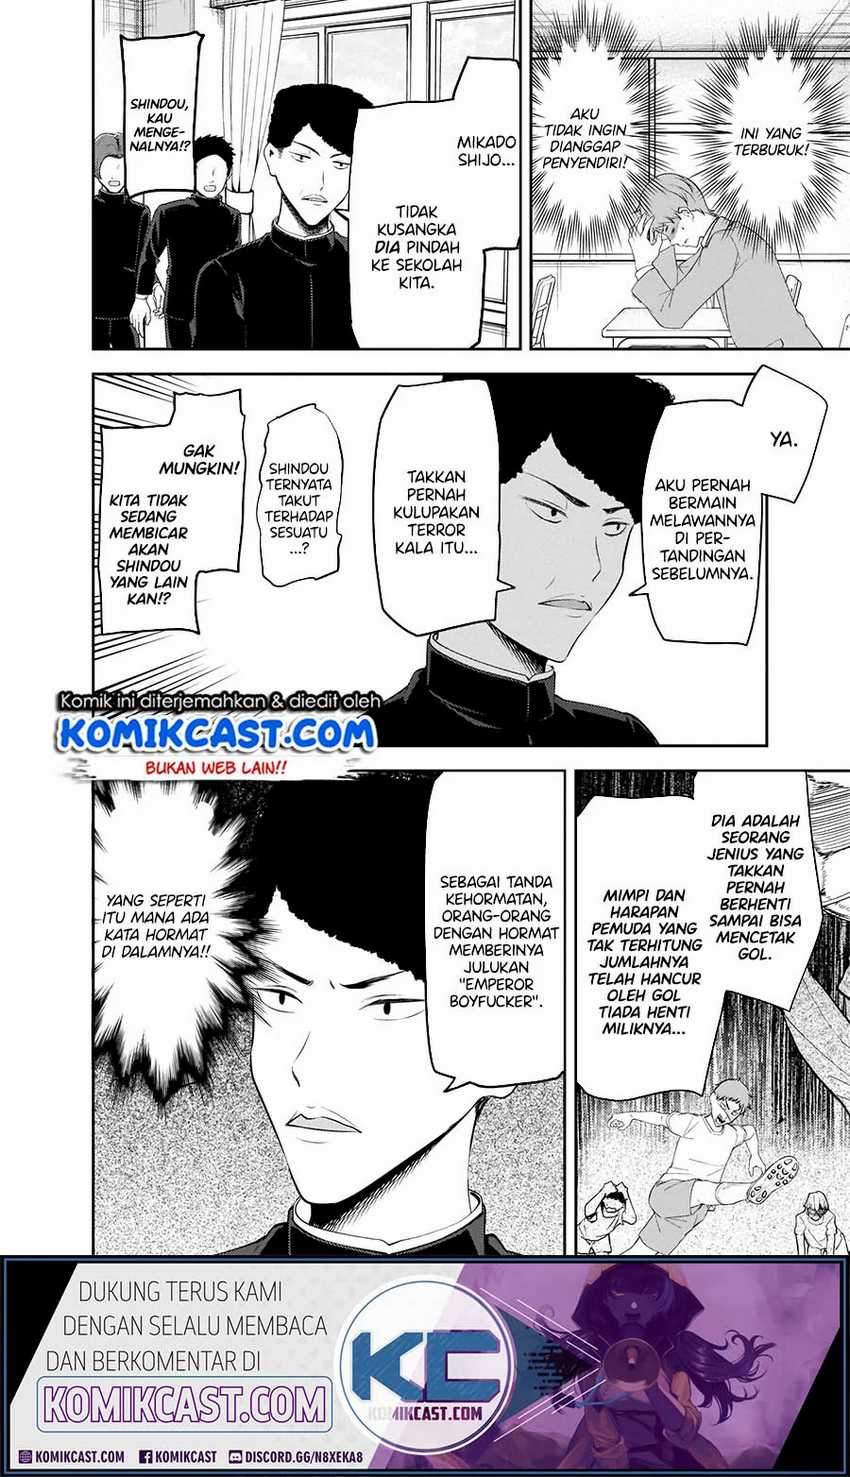 INI YANG
TERBURUK!
AKU
TIDAK INGIN
DIANGGAP
PENYENDIRI!
MIKADO
SHIJO...
TIDAK
KUSANGKA
DIA PINDAH
KE SEKOLAH
KITA.
SHINDOU,
KAU
MENGE-
NALNYA!?
YA.
AKU PERNAH
BERMAIN
MELAWANNYA
DI PER-
TANDINGAN
SEBELUMNYA.
TAKKAN
PERNAH
KULUPAKAN
TERROR
KALA ITU...
SHINDOU
TERNYATA
TAKUT
TERHADAP
SESUATU
...?
GAK
MUNGKIN!
KITA TIDAK
SEDANG
MEMBICAR
AKAN
SHINDOU
YANG LAIN
KAN!?
Komik ini diterjemahkan & diedit oleh
KOMIKCAST.COM
BUKAN WEB LAIN!!
DIA ADALAH
SEORANG
JENIUS YANG
TAKKAN
PERNAH
BERHENTI
SAMPAI BISA
MENCETAK
GOL.
MIMPI DAN
HARAPAN
PEMUDA YANG
TAK TERHITUNG
JUMLAHNYA
TELAH HANCUR
OLEH GOL
TIADA HENTI
MILIKNYA...
SEBAGAI TANDA
KEHORMATAN,
ORANG-ORANG
DENGAN HORMAT
MEMBERINYA
JULUKAN
"EMPEROR
BOYFUCKER".
YANG SEPERTI
ITU MANA ADA
KATA HORMAT
DI DALAMNYA!!
DUKUNG TERUS KAMI
DENGAN SELALU MEMBACA
DAN BERKOMENTAR DI
KOMIKCAST.COM
KC
KOMIKCAST.COM
KOMIKCAST.COM
KOMIKCAST
DISCORD.GG/N8XEKA8